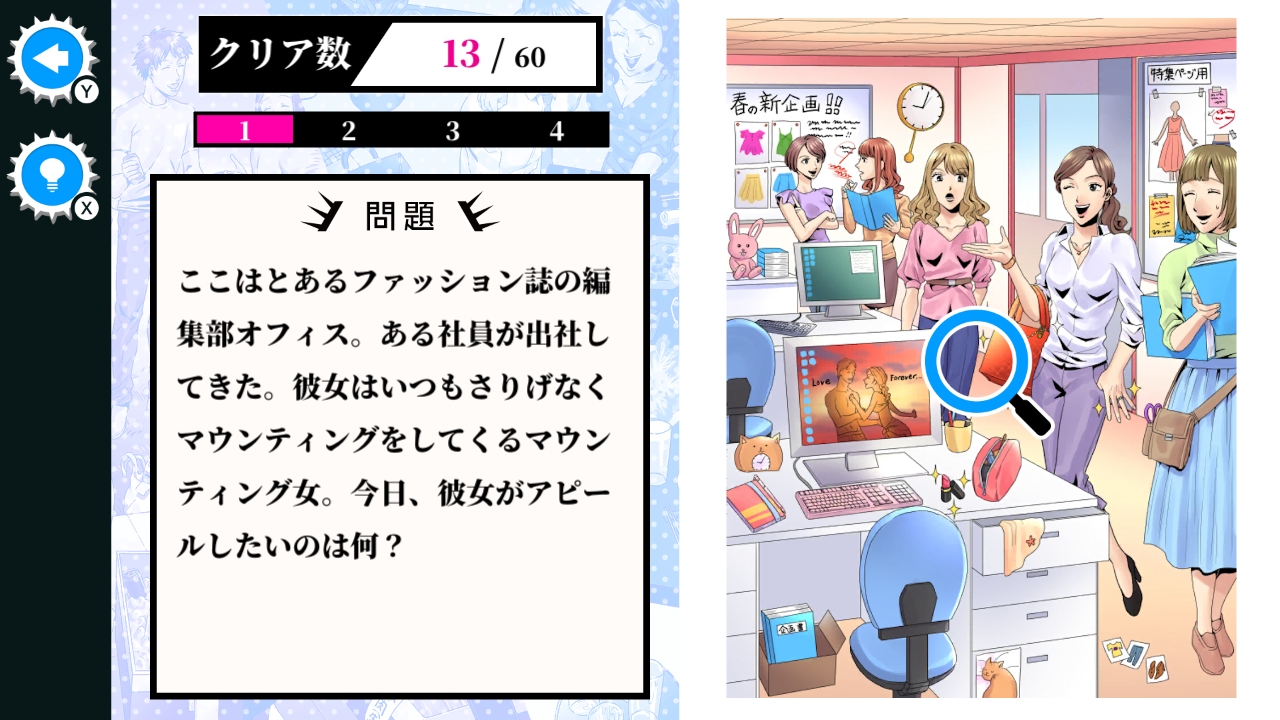 クリア数
13 / 60
1 2 3 4
問題
ここはとあるファッション誌の編
集部オフィス。ある社員が出社し
てきた。彼女はいつもさりげなく
マウンティングをしてくるマウン
ティング女。今日、彼女がアピー
ルしたいのは何？
Y
X
春の新企画!!
特集ページ用
Love Forever...
企画書